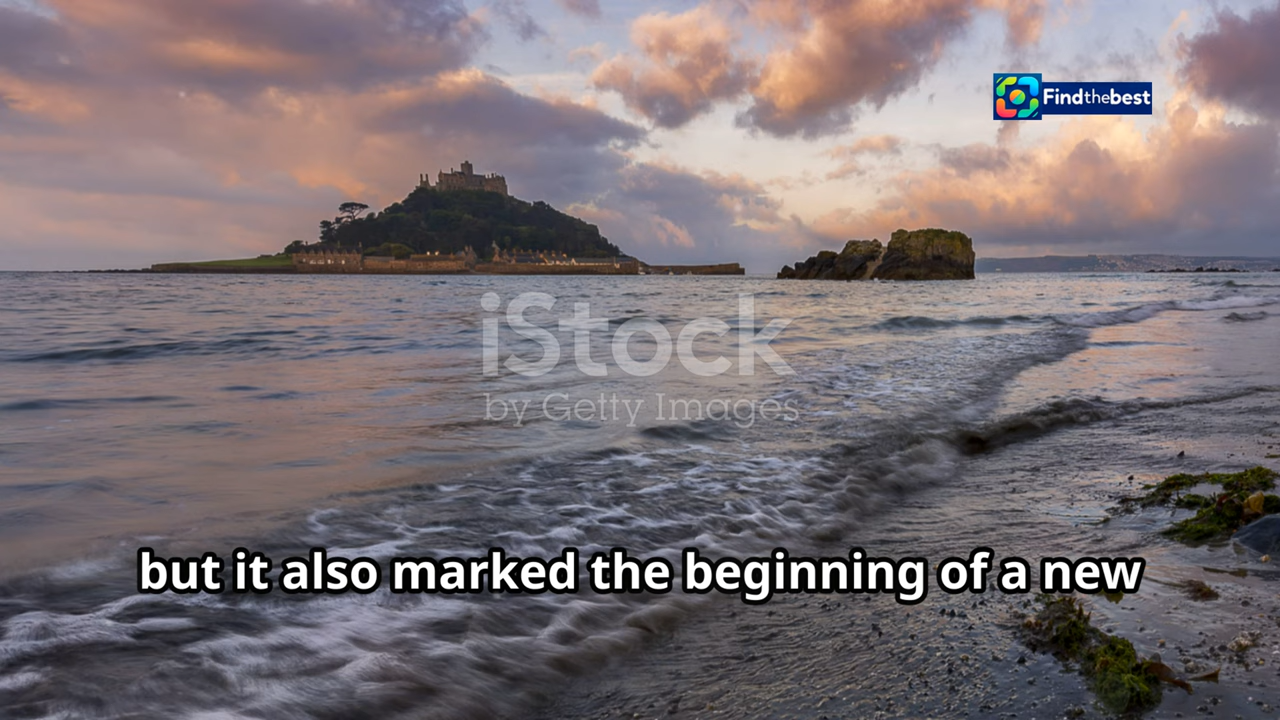 Findthebest
iStock
by Getty Images
but it also marked the beginning of a new